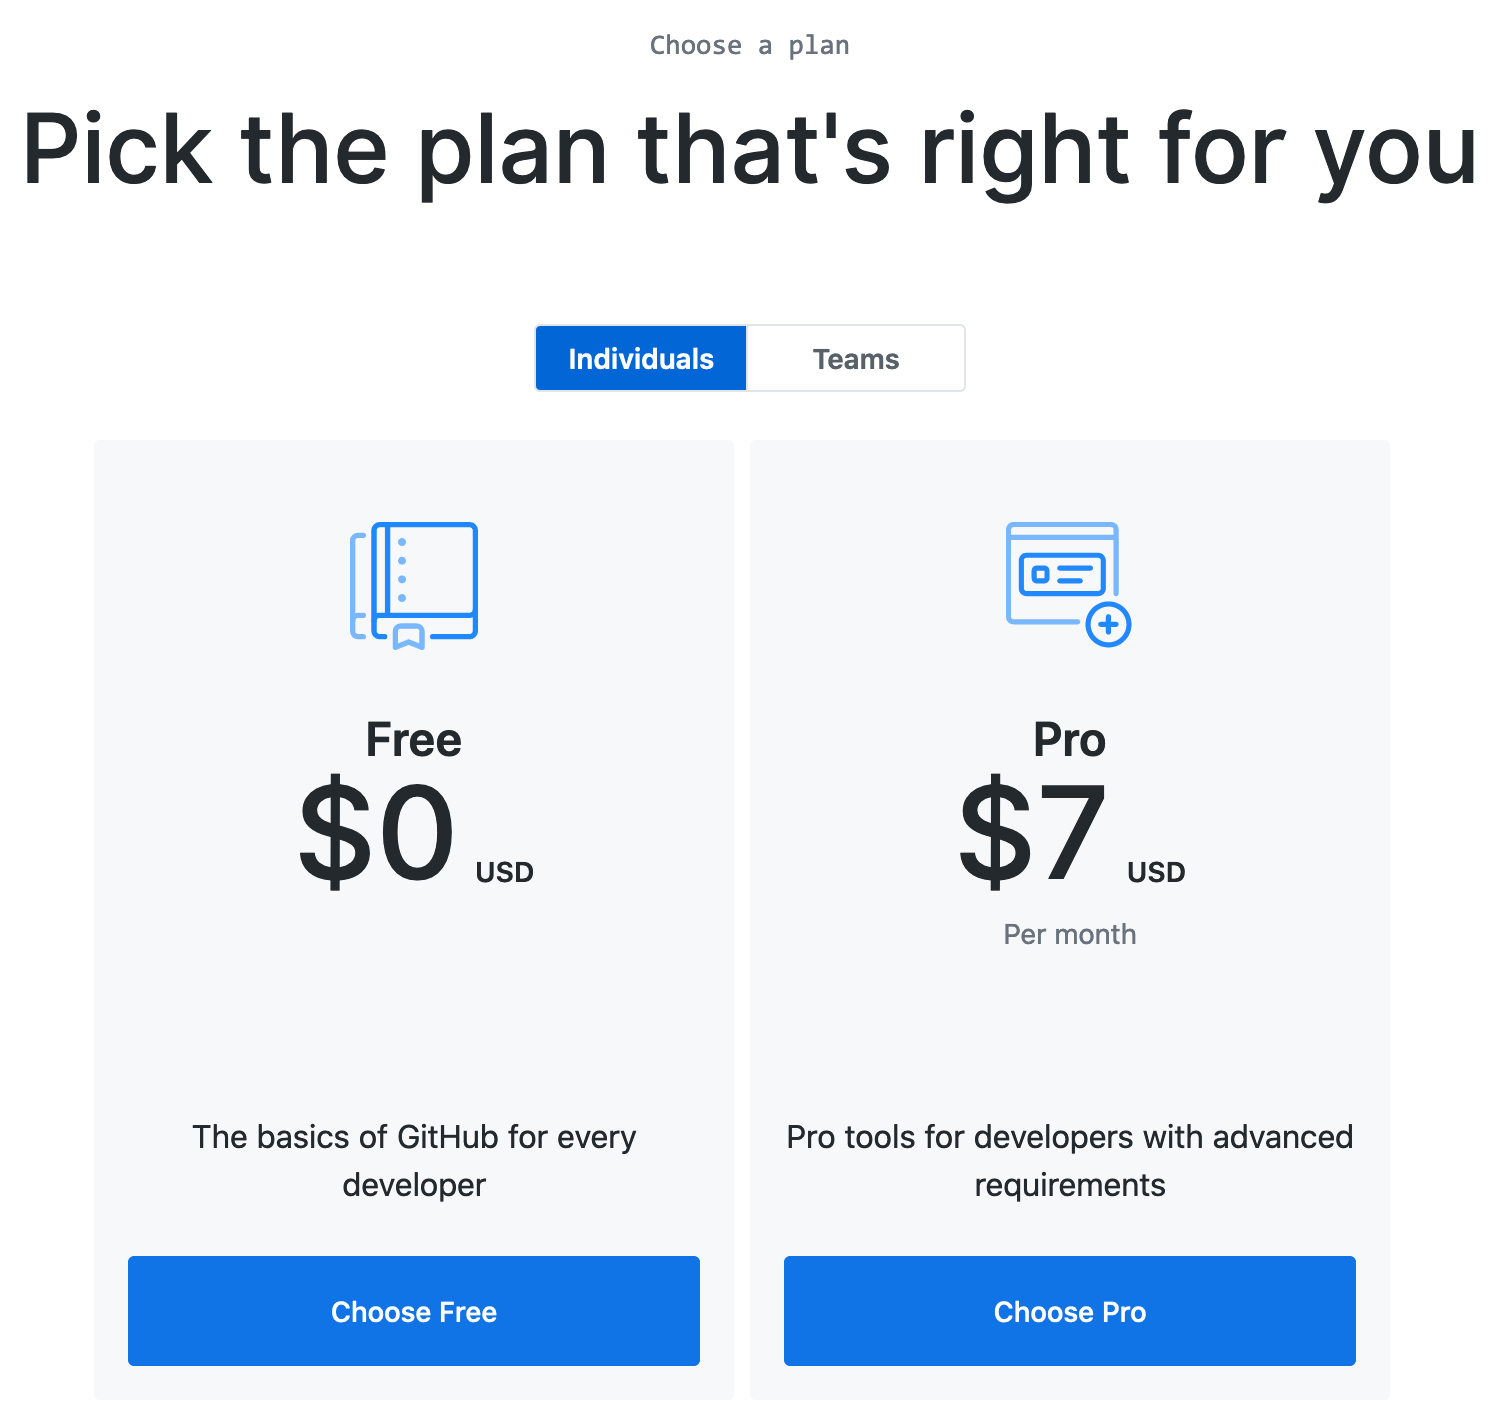 Choose a plan
Pick the plan that's right for you
Individuals
Teams
Free
$0 USD
The basics of GitHub for every
developer
Choose Free
Pro
$7 USD
Per month
Pro tools for developers with advanced
requirements
Choose Pro